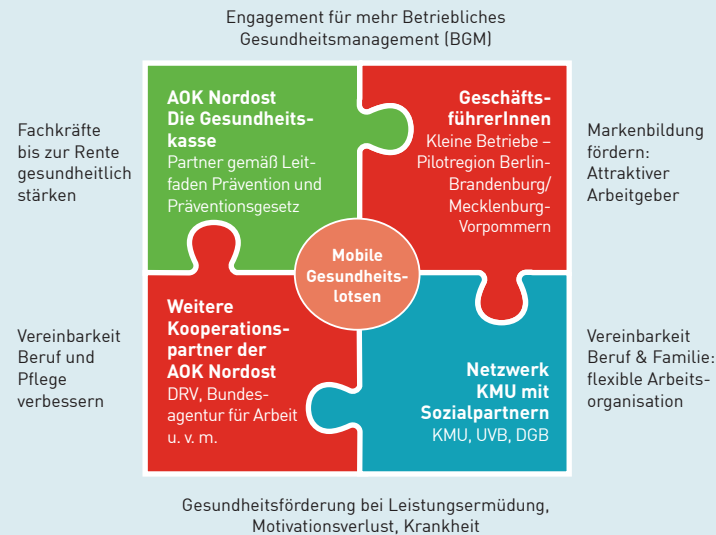 Engagement für mehr Betriebliches
Gesundheitsmanagement (BGM)
Fachkräfte
bis zur Rente
gesundheitlich
stärken
AOK Nordost
Die Gesundheits-
kasse
Partner gemäß Leit-
faden Prävention und
Präventionsgesetz
Geschäfts-
führerInnen
Kleine Betriebe –
Pilotregion Berlin-
Brandenburg/
Mecklenburg-
Vorpommern
Markenbildung
fördern:
Attraktiver
Arbeitgeber
Mobile
Gesundheits-
lotsen
Vereinbarkeit
Beruf und
Pflege
verbessern
Weitere
Kooperations-
partner der
AOK Nordost
DRV, Bundes-
agentur für Arbeit
u. v. m.
Netzwerk
KMU mit
Sozialpartnern
KMU, UVB, DGB
Vereinbarkeit
Beruf & Familie:
flexible Arbeits-
organisation
Gesundheitsförderung bei Leistungsermüdung,
Motivationsverlust, Krankheit